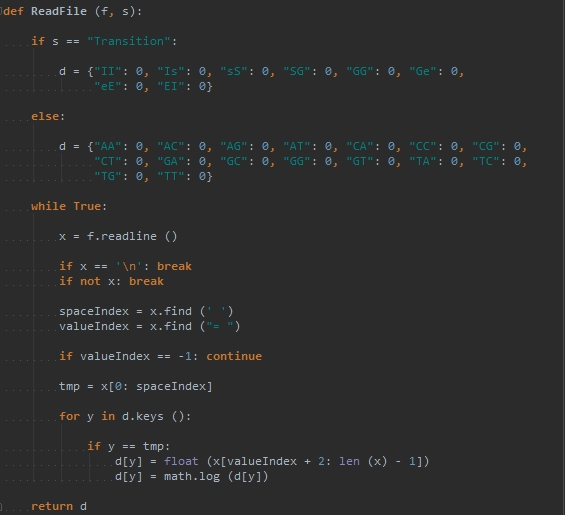 def ReadFile (f, s):
if s == "Transition":
d = {"II": 0, "Is": 0, "sS": 0, "SG": 0, "GG": 0, "Ge": 0,
"eE": 0, "EI": 0}
else:
d = {"AA": 0, "AC": 0, "AG": 0, "AT": 0, "CA": 0, "CC": 0, "CG": 0,
"CT": 0, "GA": 0, "GC": 0, "GG": 0, "GT": 0, "TA": 0, "TC": 0,
"TG": 0, "TT": 0}
while True:
x = f.readline ()
if x == '\n': break
if not x: break
spaceIndex = x.find (' ')
valueIndex = x.find ("= ")
if valueIndex == -1: continue
tmp = x[0: spaceIndex]
for y in d.keys ():
if y == tmp:
d[y] = float (x[valueIndex + 2: len (x) - 1])
d[y] = math.log (d[y])
return d